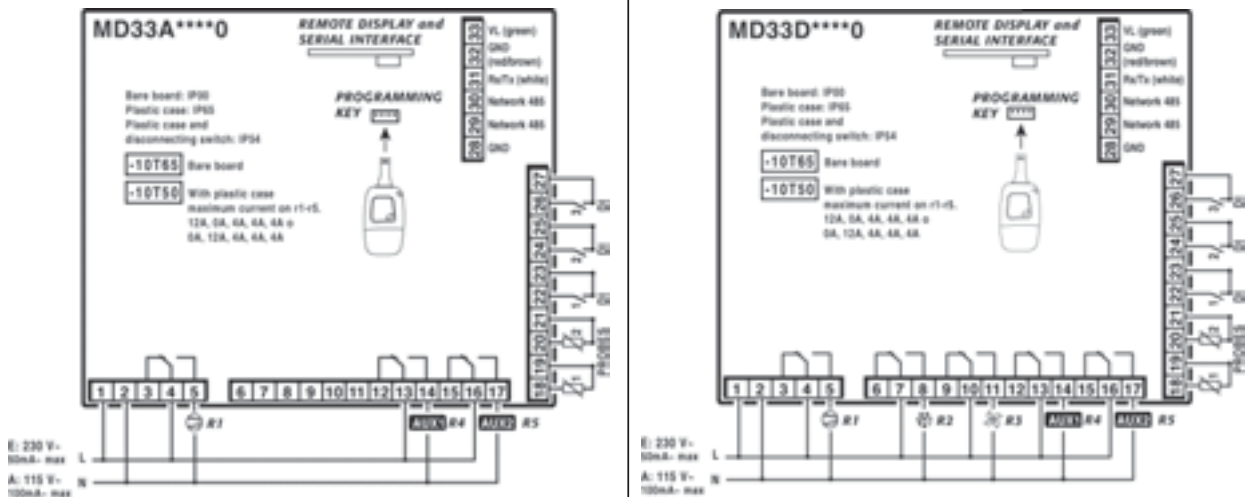 MD33A****0
REMOTE DISPLAY and
SERIAL INTERFACE
33 VL (green)
32 GND
(red/brown)
31 Rx/Tx (white)
30 Network 485
29 Network 485
28 GND
Bare board: IP00
Plastic case: IP65
Plastic case and
disconnecting switch: IP54
PROGRAMMING
KEY
-10T65 Bare board
-10T50 With plastic case
maximum current on r1-r5.
12A, 0A, 4A, 4A, 4A o
0A, 12A, 4A, 4A, 4A
27
26
25
24
23
22
21
20
19
18
PROBES
1 2 3 4 5 6 7 8 9 10 11 12 13 14 15 16 17
R1 AUX1 R4 AUX2 R5
E: 230 V~
50mA~ max L
A: 115 V~ N
100mA~ max
MD33D****0
REMOTE DISPLAY and
SERIAL INTERFACE
33 VL (green)
32 GND
(red/brown)
31 Rx/Tx (white)
30 Network 485
29 Network 485
28 GND
Bare board: IP00
Plastic case: IP65
Plastic case and
disconnecting switch: IP54
PROGRAMMING
KEY
-10T65 Bare board
-10T50 With plastic case
maximum current on r1-r5.
12A, 0A, 4A, 4A, 4A o
0A, 12A, 4A, 4A, 4A
27
26
25
24
23
22
21
20
19
18
PROBES
1 2 3 4 5 6 7 8 9 10 11 12 13 14 15 16 17
R1 R2 R3 AUX1 R4 AUX2 R5
E: 230 V~
50mA~ max L
A: 115 V~ N
100mA~ max